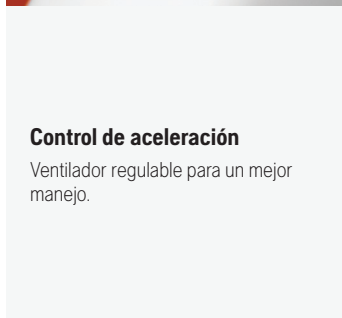 Control de aceleración
Ventilador regulable para un mejor
manejo.